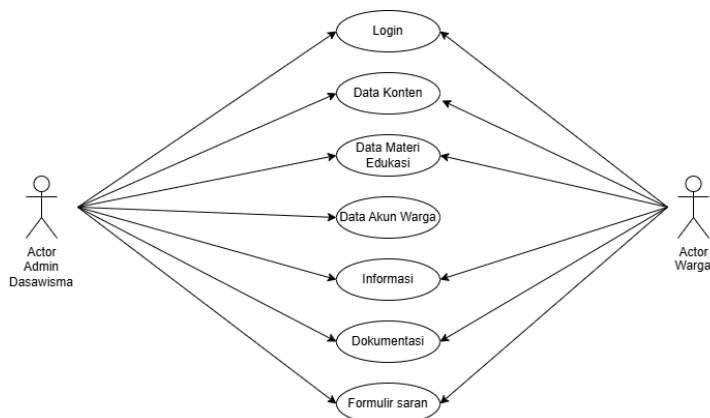 Login
Data Konten
Data Materi
Edukasi
Data Akun Warga
Informasi
Dokumentasi
Formulir saran
Actor
Admin
Dasawisma
Actor
Warga